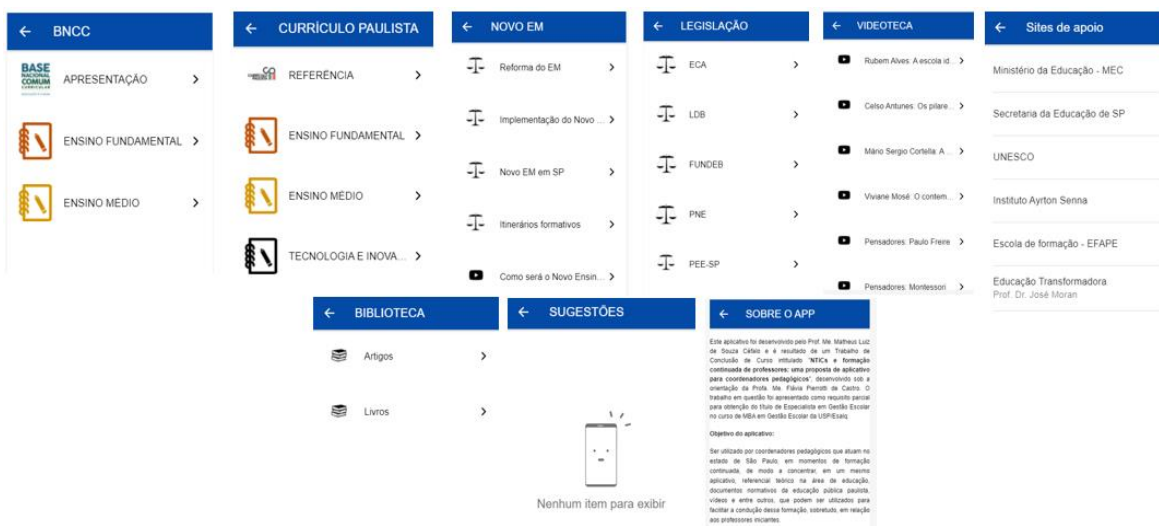 BNCC
BASE
NACIONAL
COMUM
CURRICULAR
APRESENTAÇÃO
ENSINO FUNDAMENTAL
ENSINO MÉDIO
CURRÍCULO PAULISTA
REFERÊNCIA
ENSINO FUNDAMENTAL
ENSINO MÉDIO
TECNOLOGIA E INOVA...
NOVO EM
Reforma do EM
Implementação do Novo ...
Novo EM em SP
Itinerários formativos
Como será o Novo Ensin...
LEGISLAÇÃO
ECA
LDB
FUNDEB
PNE
PEE-SP
VIDEOTECA
Rubem Alves: A escola id...
Celso Antunes: Os pilare...
Mário Sergio Cortella: A ...
Viviane Mosé: O contem...
Pensadores: Paulo Freire
Pensadores: Montessori
Sites de apoio
Ministério da Educação - MEC
Secretaria da Educação de SP
UNESCO
Instituto Ayrton Senna
Escola de formação - EFAPE
Educação Transformadora
Prof. Dr. José Moran
BIBLIOTECA
Artigos
Livros
SUGESTÕES
Nenhum item para exibir
SOBRE O APP
Este aplicativo foi desenvolvido pelo Prof. Me. Matheus Luiz
de Souza Céfalo e é resultado de um Trabalho de
Conclusão de Curso intitulado "NTICs e formação
continuada de professores: uma proposta de aplicativo
para coordenadores pedagógicos", desenvolvido sob a
orientação da Profa. Me. Flávia Pierrotti de Castro. O
trabalho em questão foi apresentado como requisito parcial
para obtenção do título de Especialista em Gestão Escolar
no curso de MBA em Gestão Escolar da USP/Esalq.
Objetivo do aplicativo:
Ser utilizado por coordenadores pedagógicos que atuam no
estado de São Paulo, em momentos de formação
continuada, de modo a concentrar, em um mesmo
aplicativo, referencial teórico na área de educação,
documentos normativos da educação pública paulista,
vídeos e entre outros, que podem ser utilizados para
facilitar a condução dessa formação, sobretudo, em relação
aos professores iniciantes.